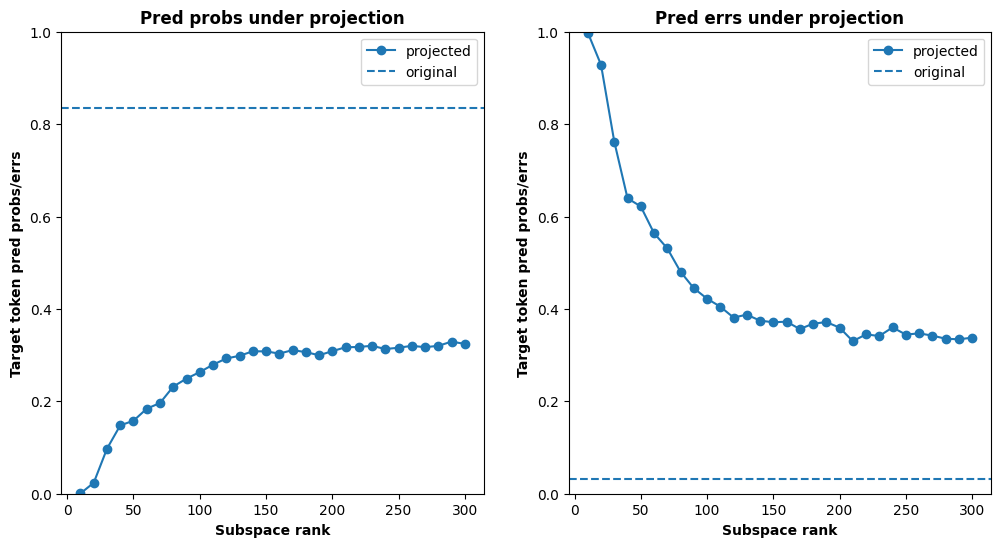 Pred probs under projection
Target token pred probs/errs
1.0
0.8
0.6
0.4
0.2
0.0
projected
original
0 50 100 150 200 250 300
Subspace rank
Pred errs under projection
Target token pred probs/errs
1.0
0.8
0.6
0.4
0.2
0.0
projected
original
0 50 100 150 200 250 300
Subspace rank